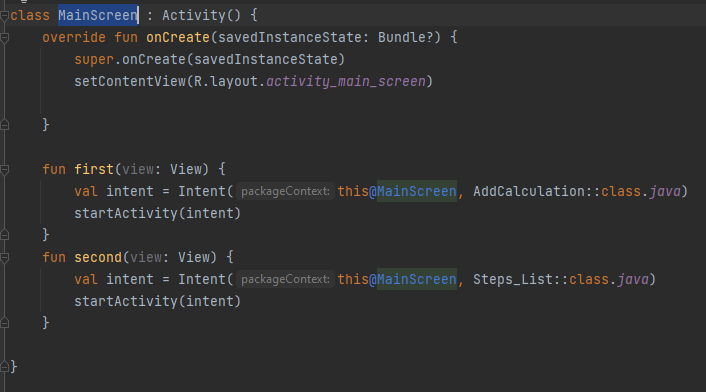 class MainScreen : Activity() {
override fun onCreate(savedInstanceState: Bundle?) {
super.onCreate(savedInstanceState)
setContentView(R.layout.activity_main_screen)
}
fun first(view: View) {
val intent = Intent( packageContext: this@MainScreen, AddCalculation::class.java)
startActivity(intent)
}
fun second(view: View) {
val intent = Intent( packageContext: this@MainScreen, Steps_List::class.java)
startActivity(intent)
}
}